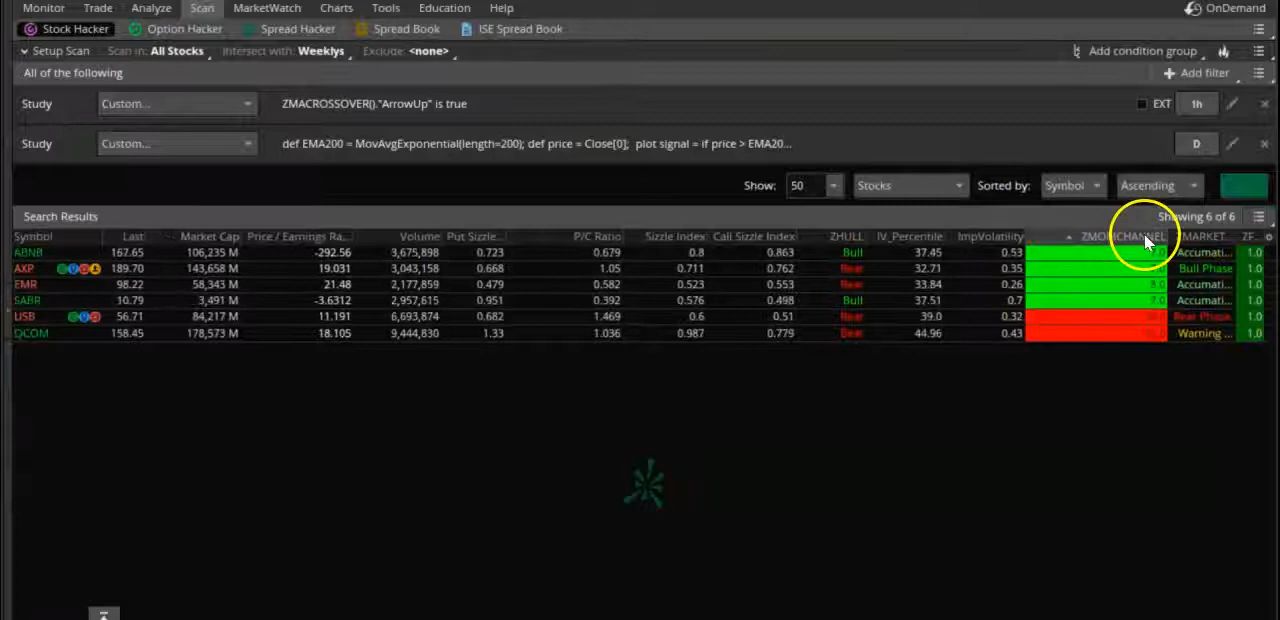 Monitor Trade Analyze Scan MarketWatch Charts Tools Education Help OnDemand
Stock Hacker Option Hacker Spread Hacker Spread Book ISE Spread Book
Setup Scan Scan in: All Stocks Intersect with: Weeklys Exclude: <none> Add condition group
All of the following Add filter
Study Custom... ZMACROSSOVER()."ArrowUp" is true EXT 1h
Study Custom... def EMA200 = MovAvgExponential(length=200); def price = Close[0]; plot signal = if price > EMA20... D
Show: 50 Stocks Sorted by: Symbol Ascending
Search Results Showing 6 of 6
Symbol Last Market Cap Price / Earnings Ra... Volume Put Sizzle... P/C Ratio Sizzle Index Call Sizzle Index ZHULL IV_Percentile ImpVolatility ZMOMCHANNEL ZMARKET... ZF...
ABNB 167.65 106,235 M -292.56 3,675,898 0.723 0.679 0.8 0.863 Bull 37.45 0.53 Accumati... 1.0
AXP 189.70 143,658 M 19.031 3,043,158 0.668 1.05 0.711 0.762 Bear 32.71 0.35 Bull Phase 1.0
EMR 98.22 58,343 M 21.48 2,177,859 0.479 0.582 0.523 0.553 Bear 33.84 0.26 3.0 Accumati... 1.0
SABR 10.79 3,491 M -3.6312 2,957,615 0.951 0.392 0.576 0.498 Bull 37.51 0.7 7.0 Accumati... 1.0
USB 56.71 84,217 M 11.191 6,693,874 0.682 1.469 0.6 0.51 Bear 39.0 0.32 Bear Phase 1.0
QCOM 158.45 178,573 M 18.105 9,444,830 1.33 1.036 0.987 0.779 Bear 44.96 0.43 Warning ... 1.0